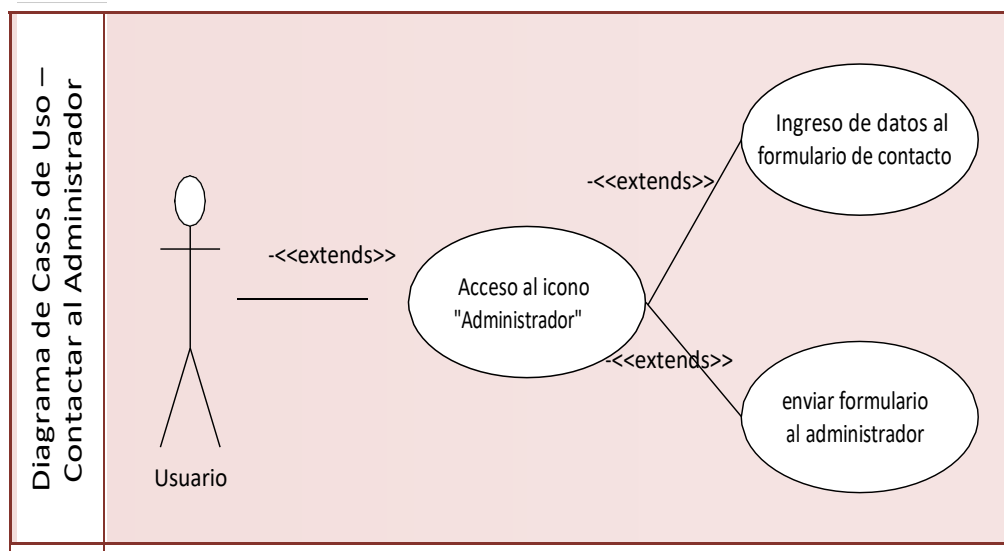 Diagrama de Casos de Uso –
Contactar al Administrador
Ingreso de datos al
formulario de contacto
-<<extends>>
-<<extends>>
Acceso al icono
"Administrador"
-<<extends>>
enviar formulario
al administrador
Usuario